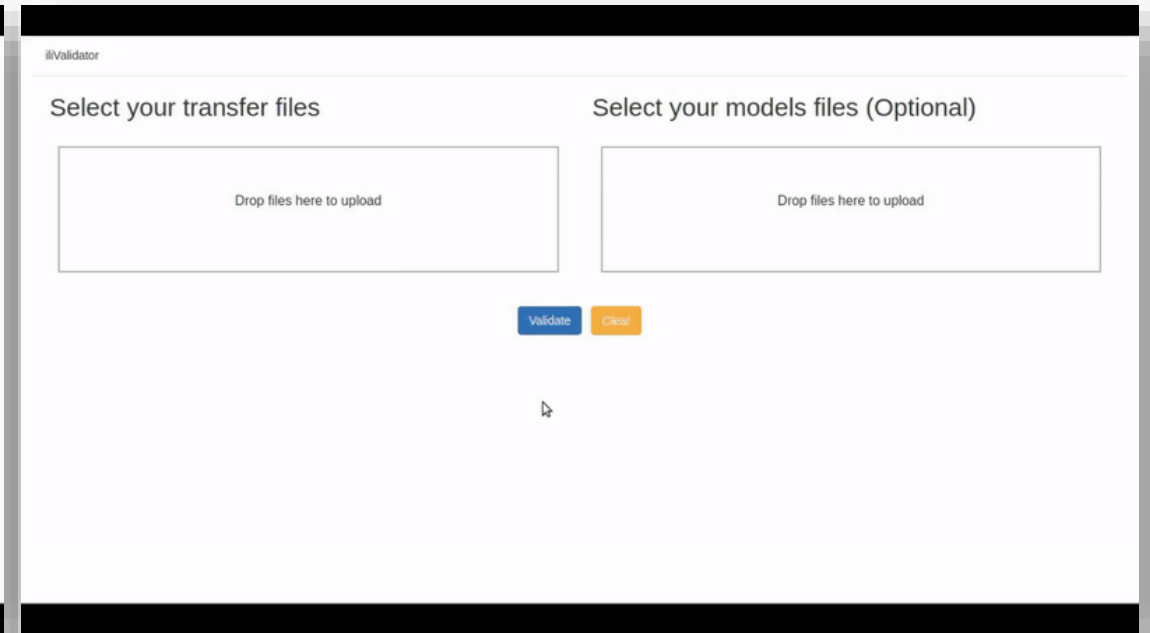 iliValidator
Select your transfer files
Select your models files (Optional)
Drop files here to upload
Drop files here to upload
Validate
Clear